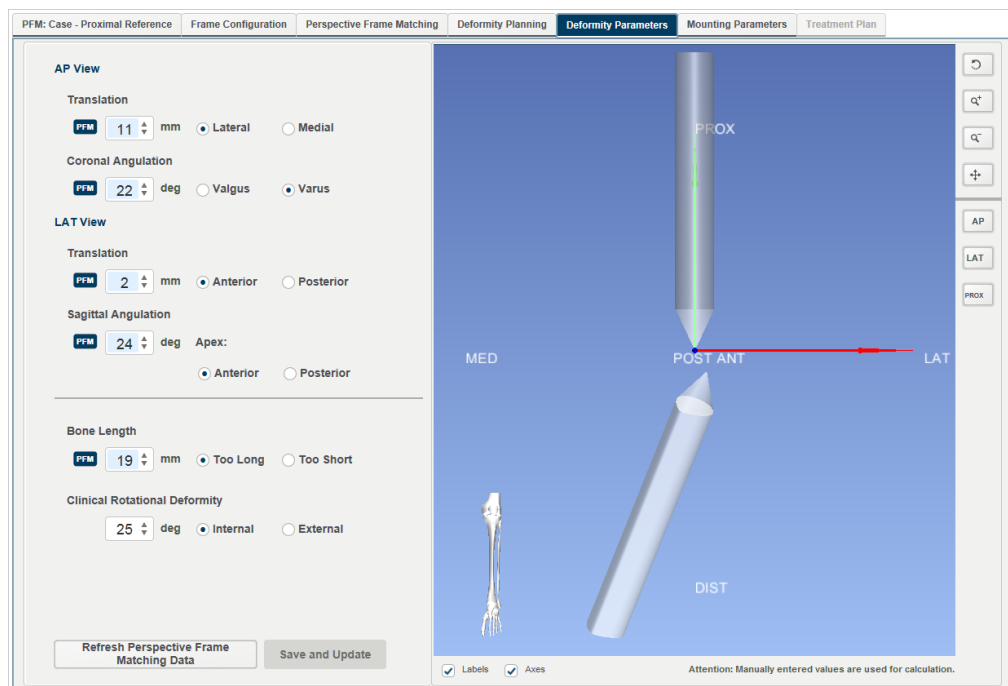 PFM: Case - Proximal Reference Frame Configuration Perspective Frame Matching Deformity Planning Deformity Parameters Mounting Parameters Treatment Plan
AP View
Translation
PFM 11 mm Lateral Medial
Coronal Angulation
PFM 22 deg Valgus Varus
LAT View
Translation
PFM 2 mm Anterior Posterior
Sagittal Angulation
PFM 24 deg Apex:
Anterior Posterior
Bone Length
PFM 19 mm Too Long Too Short
Clinical Rotational Deformity
25 deg Internal External
Refresh Perspective Frame
Matching Data
Save and Update
PROX
MED POST ANT LAT
DIST
Labels Axes Attention: Manually entered values are used for calculation.
AP
LAT
PROX